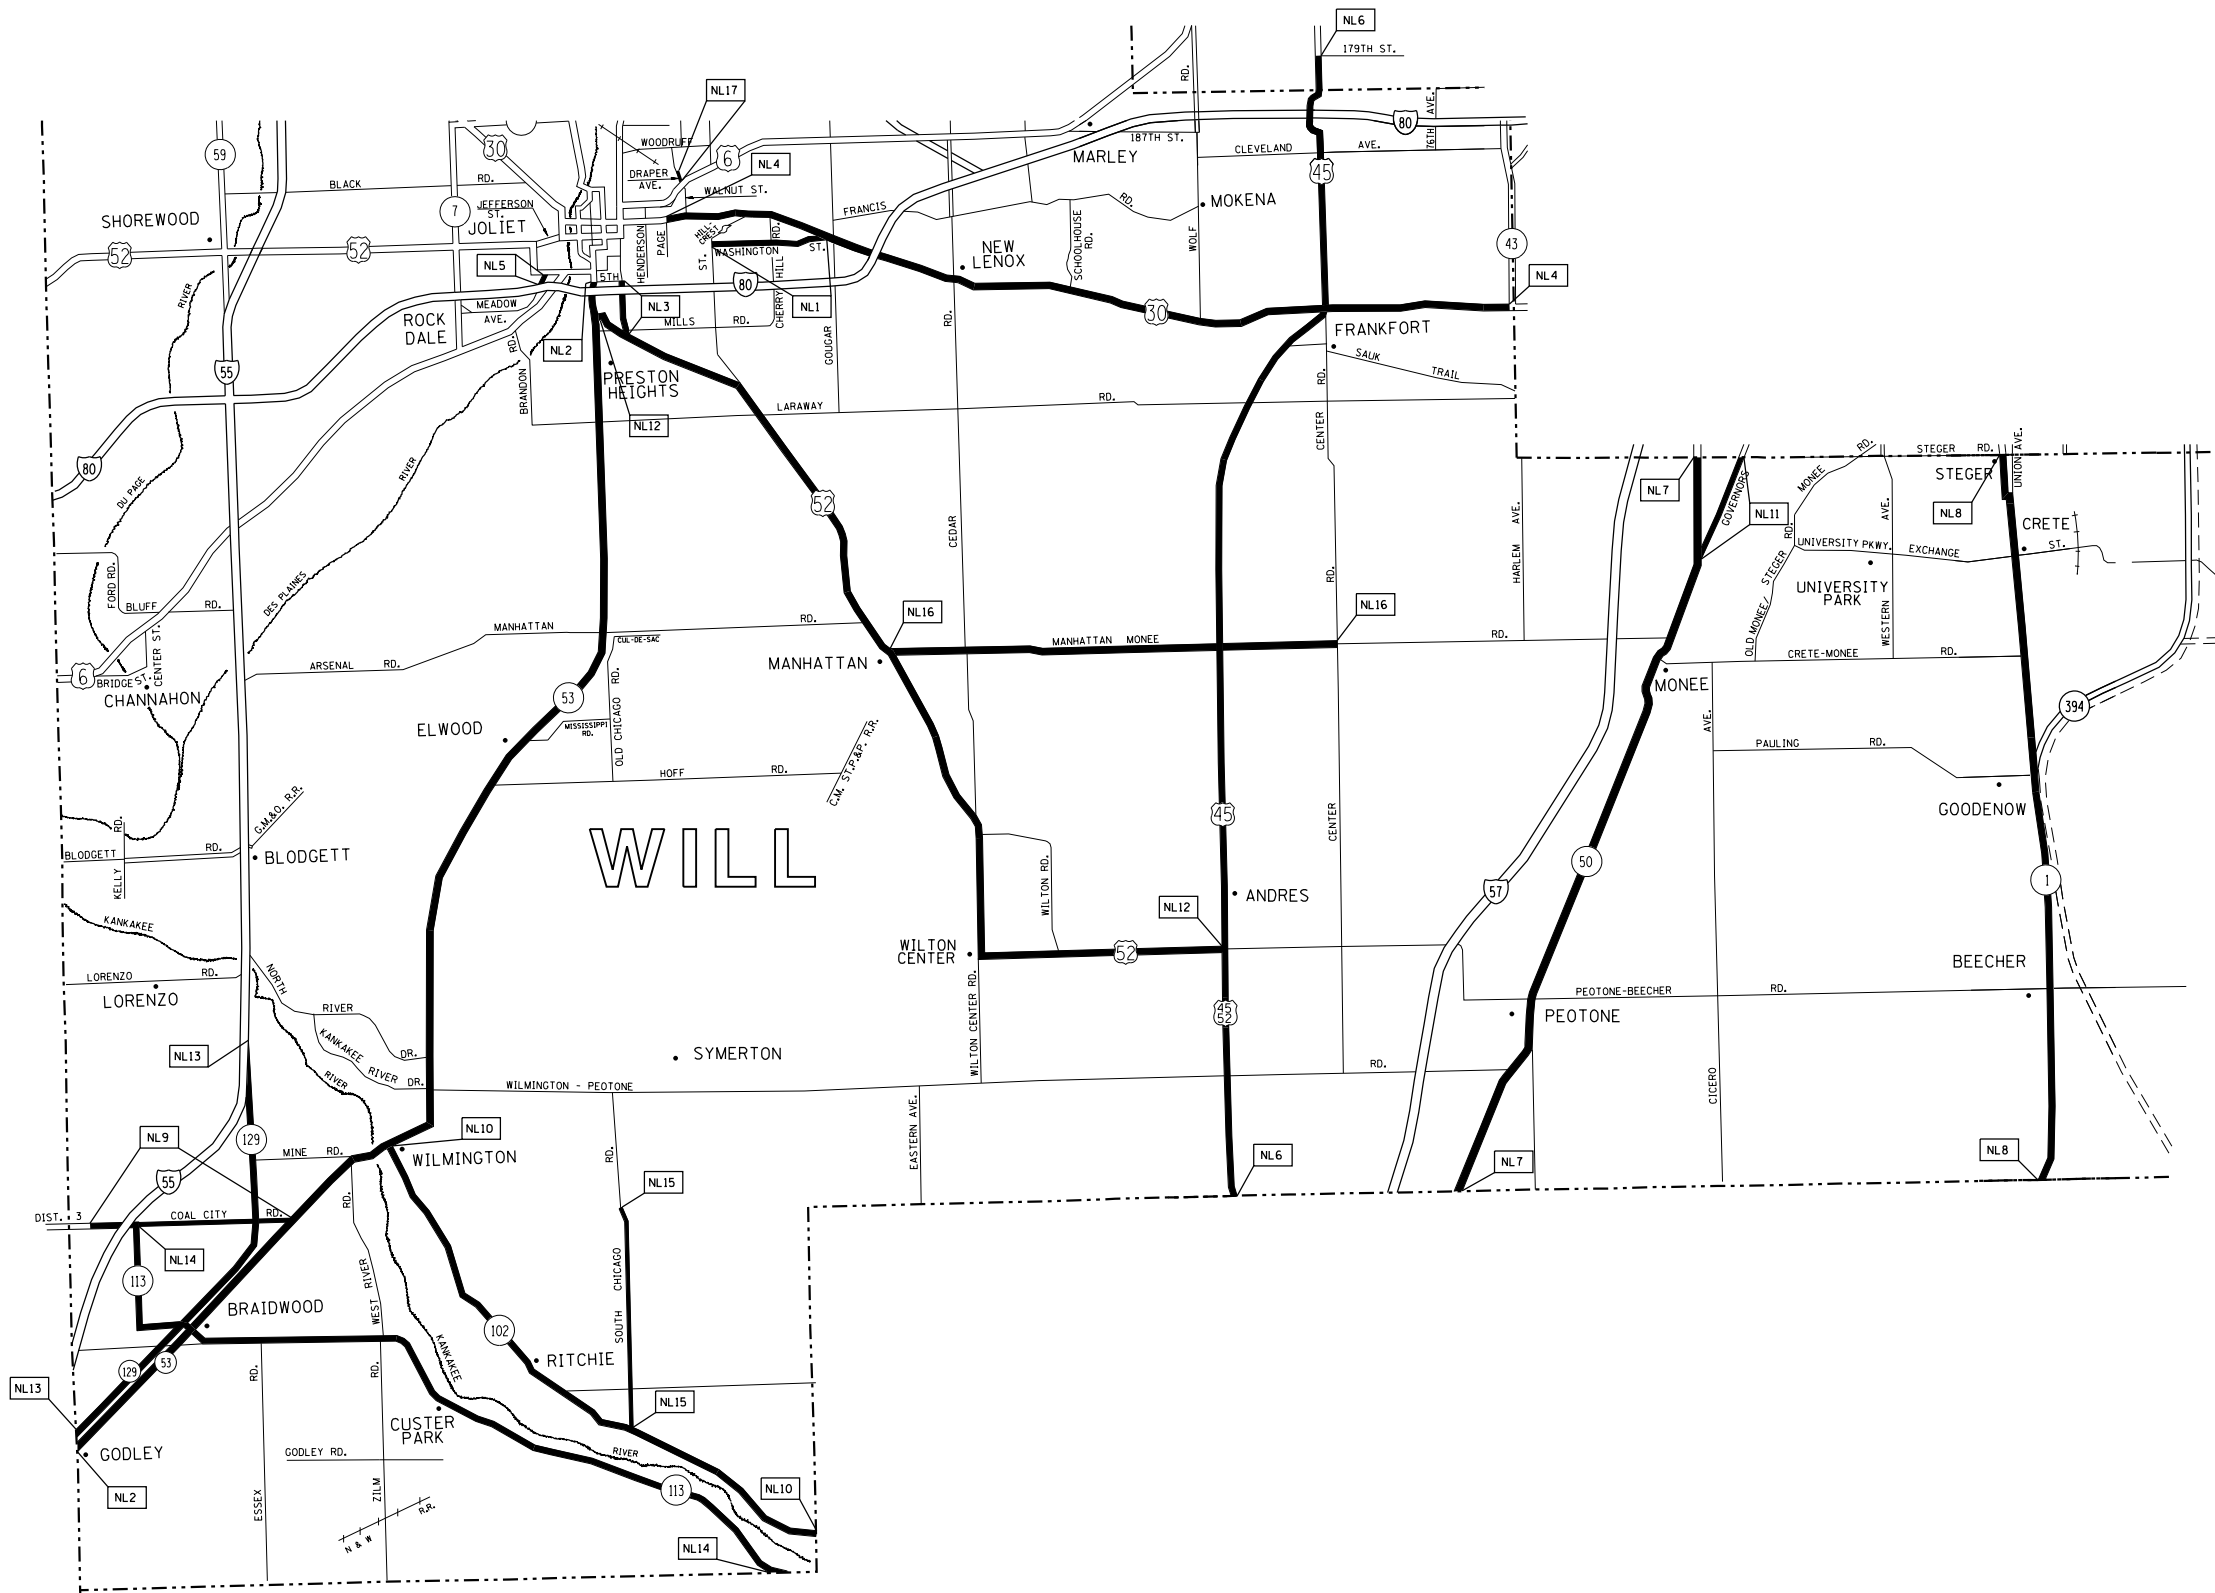 NL6
179TH ST.
RD.
NL17
76TH AVE.
80
59
30
WOODRUFF
6
187TH ST.
MARLEY
CLEVELAND AVE.
NL4
DRAPER
AVE.
45
BLACK RD.
WALNUT ST.
7
JEFFERSON
ST.
JOLIET
SHOREWOOD
FRANCIS RD.
MOKENA
52
52
HENDERSON
PAGE
HILL-
CREST
WASHINGTON ST.
ST.
CHERRY HILL RD.
SCHOOLHOUSE
RD.
WOLF
NEW
LENOX
43
NL5
5TH
80
NL4
RIVER
MEADOW
AVE.
NL3
NL1
30
ROCK
DALE
MILLS RD.
RD.
FRANKFORT
NL2
GOUGAR
SAUK TRAIL
55
PRESTON
HEIGHTS
BRANDON RD.
RD.
LARAWAY RD.
CENTER
NL12
80
DU PAGE
RIVER
52
STEGER RD.
UNION AVE.
STEGER
MONEE RD.
NL7
GOVERNORS
NL11
AVE.
NL8
CRETE
CEDAR
HARLEM AVE.
RD.
UNIVERSITY PKWY.
EXCHANGE ST.
FORD RD.
DES PLAINES
RD.
OLD MONEE/ STEGER
UNIVERSITY
PARK
WESTERN
BLUFF RD.
NL16
NL16
MANHATTAN RD.
CUL-DE-SAC
MANHATTAN MONEE RD.
CENTER ST.
ARSENAL RD.
MANHATTAN
CRETE-MONEE RD.
6
BRIDGE ST.
CHANNAHON
MONEE
53
394
ELWOOD
MISSISSIPPI
RD.
OLD CHICAGO RD.
C.M. ST.P.&P. R.R.
AVE.
PAULING RD.
HOFF RD.
G.M.&O. R.R.
45
GOODENOW
WILL
CENTER
KELLY RD.
BLODGETT RD.
BLODGETT
50
1
57
WILTON RD.
ANDRES
KANKAKEE
NL12
WILTON
CENTER
52
BEECHER
LORENZO RD.
LORENZO
NORTH
RIVER
DR.
PEOTONE-BEECHER RD.
45
52
PEOTONE
WILTON CENTER RD.
KANKAKEE
RIVER
DR.
SYMERTON
NL13
RIVER
WILMINGTON - PEOTONE RD.
CICERO
EASTERN AVE.
129
NL9
NL10
MINE RD.
WILMINGTON
RD.
NL6
NL7
NL8
55
NL15
RD.
DIST. 3
COAL CITY RD.
NL14
113
WEST RIVER
SOUTH CHICAGO
BRAIDWOOD
102
KANKAKEE
RITCHIE
129
53
RD.
RD.
NL13
NL15
CUSTER
PARK
GODLEY
GODLEY RD.
RIVER
NL2
ESSEX
ZILM
113
NL10
N & W R.R.
NL14